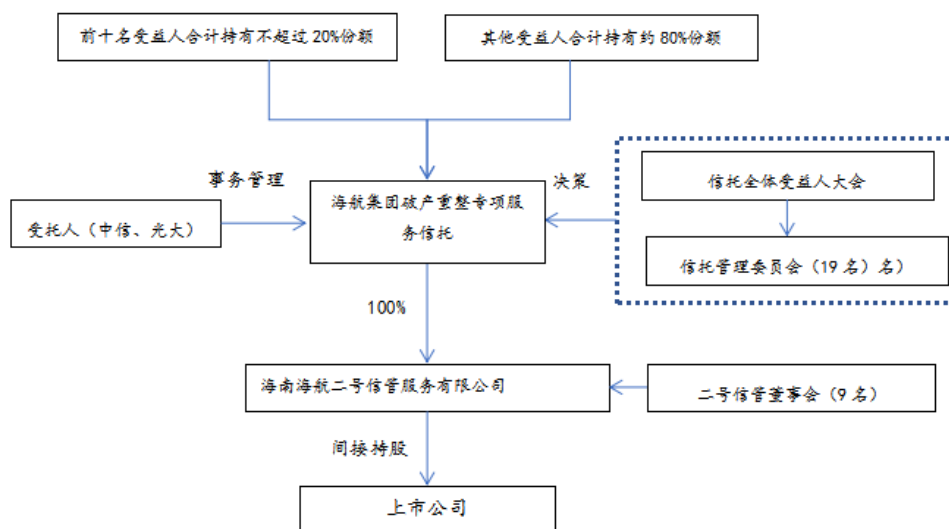 前十名受益人合计持有不超过20%份额
其他受益人合计持有约80%份额
事务管理
决策
信托全体受益人大会
受托人（中信、光大）
海航集团破产重整专项服
务信托
信托管理委员会（19名）名）
100%
海南海航二号信管服务有限公司
二号信管董事会（9名）
间接持股
上市公司